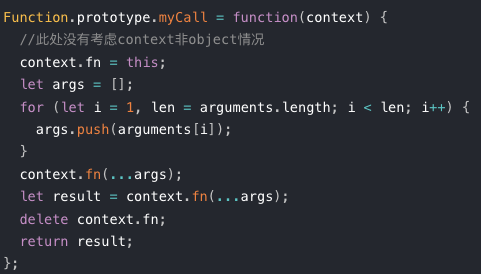 Function.prototype.myCall = function(context) {
  //此处没有考虑context非object情况
  context.fn = this;
  let args = [];
  for (let i = 1, len = arguments.length; i < len; i++) {
    args.push(arguments[i]);
  }
  context.fn(...args);
  let result = context.fn(...args);
  delete context.fn;
  return result;
};